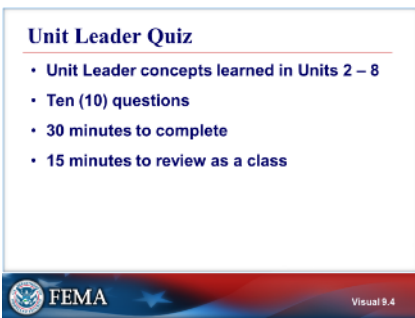 Unit Leader Quiz
• Unit Leader concepts learned in Units 2 – 8
• Ten (10) questions
• 30 minutes to complete
• 15 minutes to review as a class
FEMA
Visual 9.4